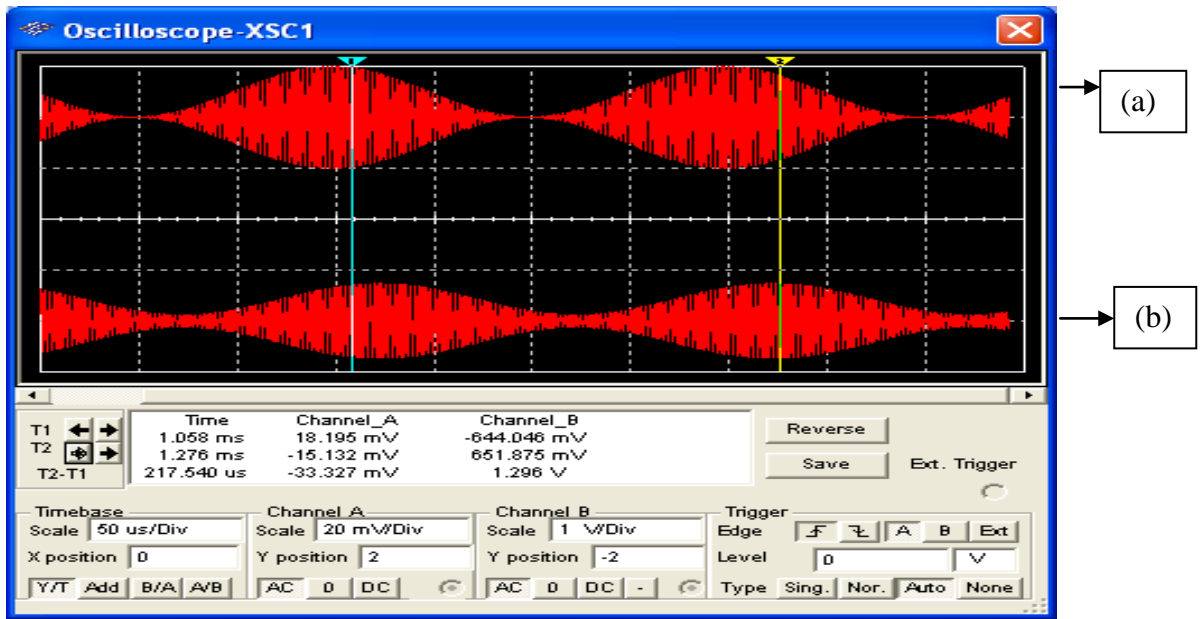 Oscilloscope-XSC1
1
2
(a)
(b)
Time Channel_A Channel_B
T1 1.058 ms 18.195 mV -644.046 mV
T2 1.276 ms -15.132 mV 651.875 mV
T2-T1 217.540 us -33.327 mV 1.296 V
Reverse
Save
Ext. Trigger
Timebase
Scale 50 us/Div
X position 0
Y/T Add B/A A/B
Channel A
Scale 20 mV/Div
Y position 2
AC 0 DC
Channel B
Scale 1 V/Div
Y position -2
AC 0 DC -
Trigger
Edge A B Ext
Level 0 V
Type Sing. Nor. Auto None